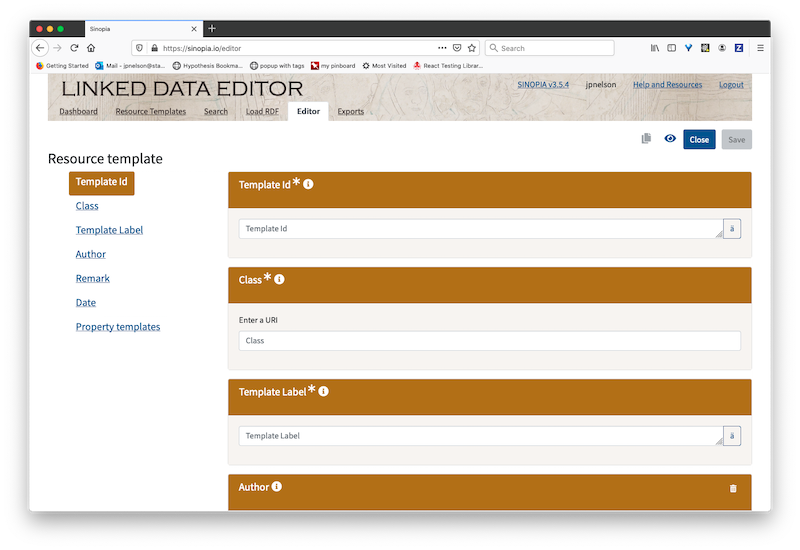 Sinopia
https://sinopia.io/editor
Search
Getting Started Mail - jpnelson@sta... Hypothesis Bookma... popup with tags my pinboard Most Visited React Testing Librar...
LINKED DATA EDITOR
SINOPIA v3.5.4 jpnelson Help and Resources Logout
Dashboard Resource Templates Search Load RDF Editor Exports
Close Save
Resource template
Template Id
Class
Template Label
Author
Remark
Date
Property templates
Template Id *
Template Id ä
Class *
Enter a URI
Class
Template Label *
Template Label ä
Author